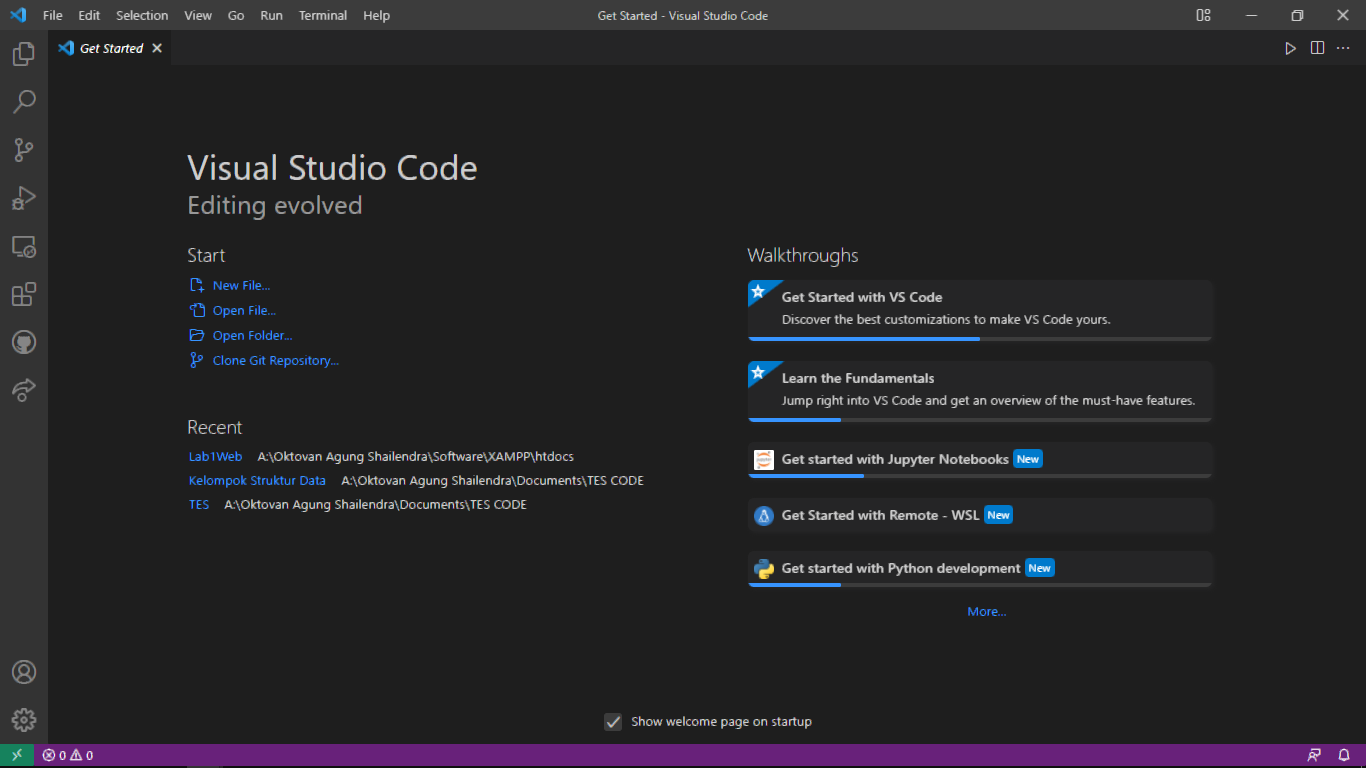 File Edit Selection View Go Run Terminal Help Get Started - Visual Studio Code
Get Started
Visual Studio Code
Editing evolved
Start
New File...
Open File...
Open Folder...
Clone Git Repository...
Recent
Lab1Web A:\Oktovan Agung Shailendra\Software\XAMPP\htdocs
Kelompok Struktur Data A:\Oktovan Agung Shailendra\Documents\TES CODE
TES A:\Oktovan Agung Shailendra\Documents\TES CODE
Walkthroughs
Get Started with VS Code
Discover the best customizations to make VS Code yours.
Learn the Fundamentals
Jump right into VS Code and get an overview of the must-have features.
Get started with Jupyter Notebooks New
Get Started with Remote - WSL New
Get started with Python development New
More...
Show welcome page on startup
0 0